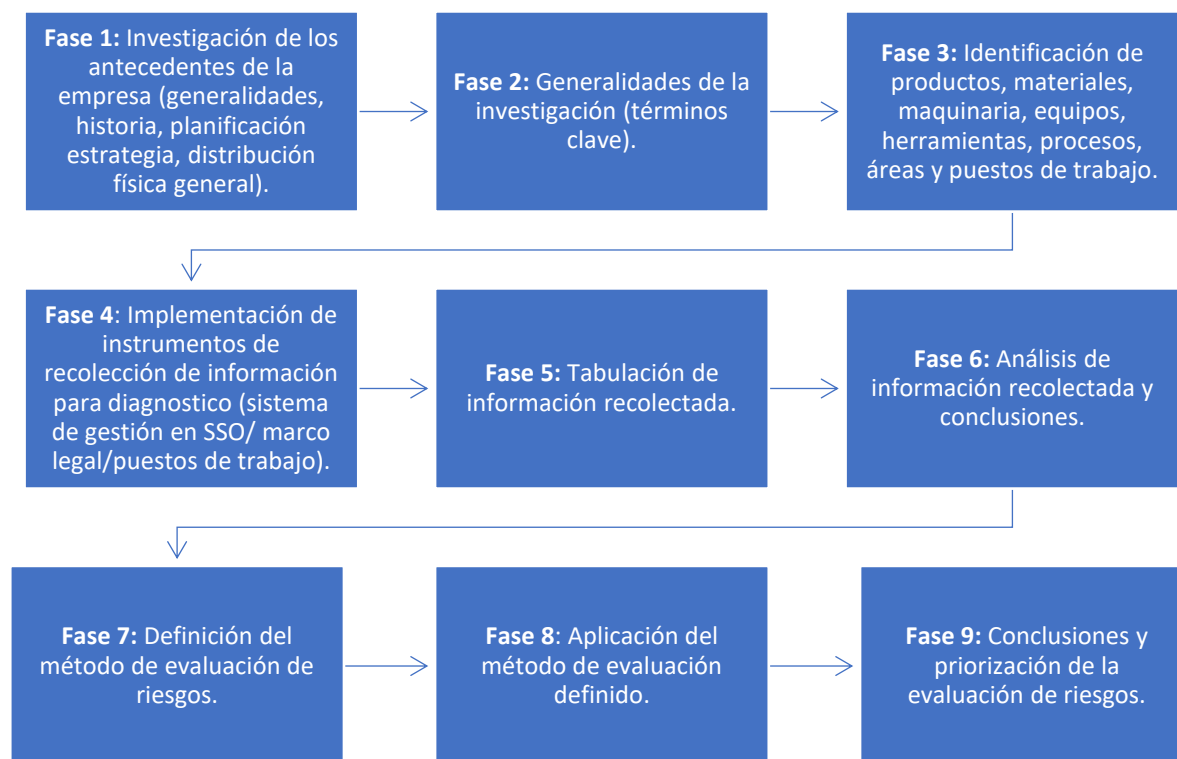 Fase 1: Investigación de los
antecedentes de la
empresa (generalidades,
historia, planificación
estrategia, distribución
física general).
Fase 2: Generalidades de la
investigación (términos
clave).
Fase 3: Identificación de
productos, materiales,
maquinaria, equipos,
herramientas, procesos,
áreas y puestos de trabajo.
Fase 4: Implementación de
instrumentos de
recolección de información
para diagnostico (sistema
de gestión en SSO/ marco
legal/puestos de trabajo).
Fase 5: Tabulación de
información recolectada.
Fase 6: Análisis de
información recolectada y
conclusiones.
Fase 7: Definición del
método de evaluación de
riesgos.
Fase 8: Aplicación del
método de evaluación
definido.
Fase 9: Conclusiones y
priorización de la
evaluación de riesgos.